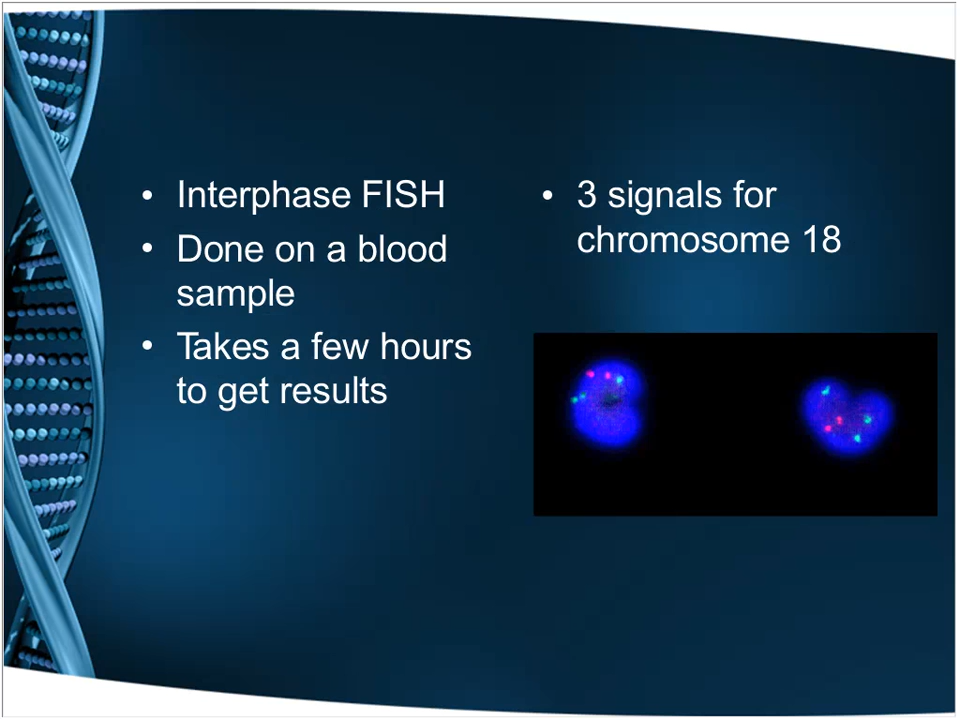 • Interphase FISH
• Done on a blood
sample
• Takes a few hours
to get results
• 3 signals for
chromosome 18